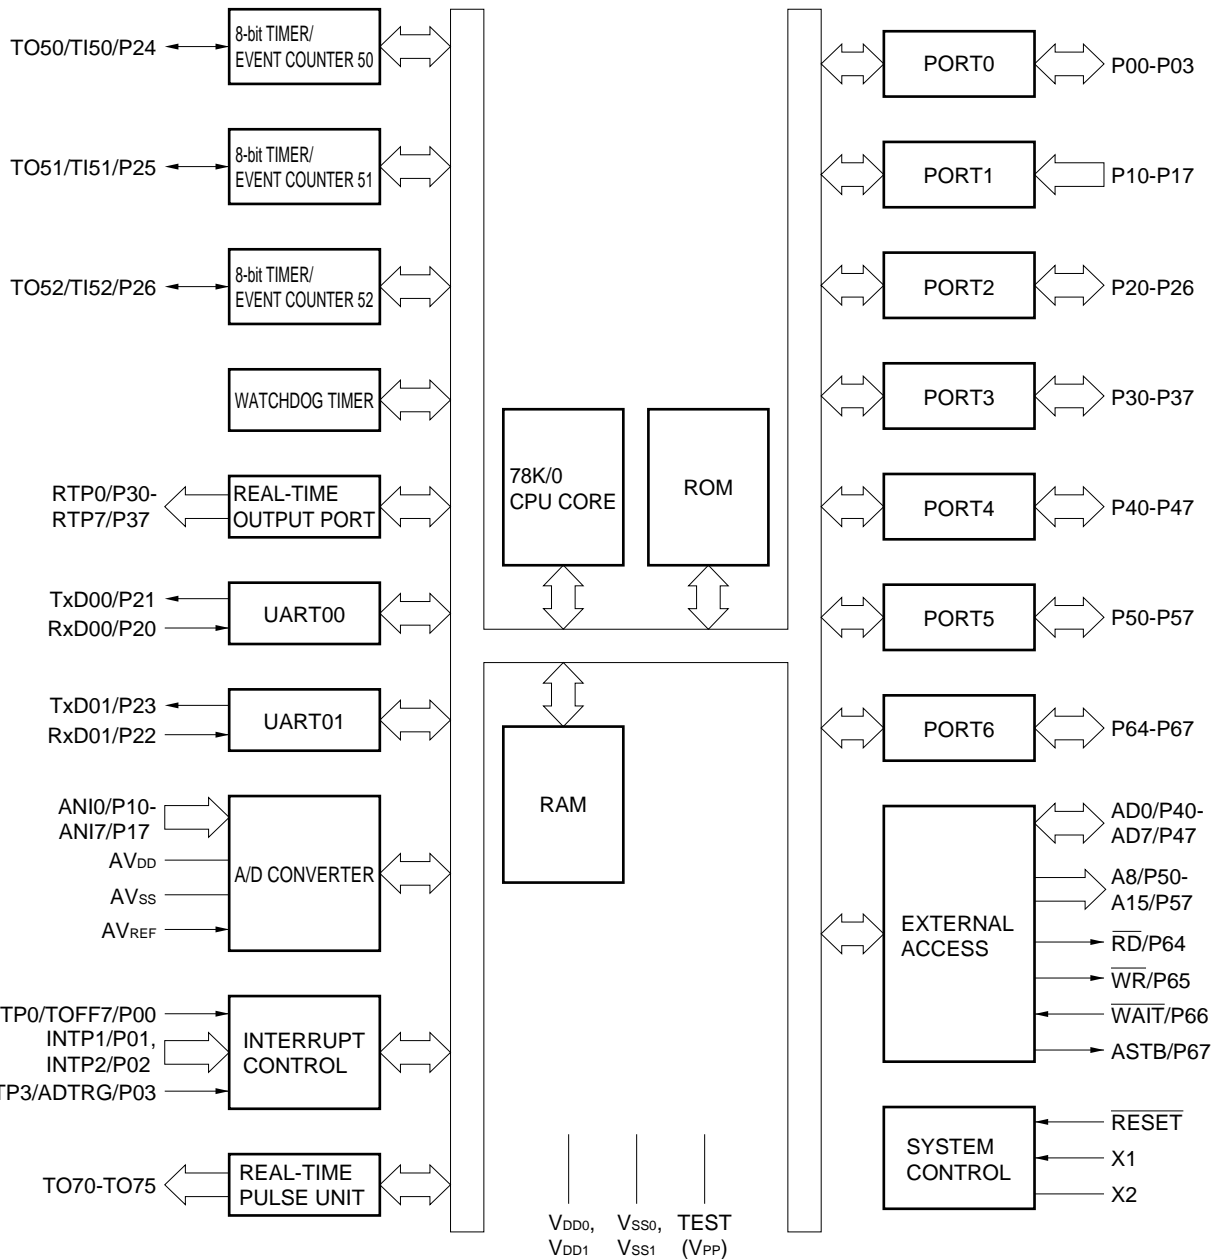 TO50/TI50/P24
8-bit TIMER/
EVENT COUNTER 50
TO51/TI51/P25
8-bit TIMER/
EVENT COUNTER 51
TO52/TI52/P26
8-bit TIMER/
EVENT COUNTER 52
WATCHDOG TIMER
RTP0/P30-
RTP7/P37
REAL-TIME
OUTPUT PORT
TxD00/P21
RxD00/P20
UART00
TxD01/P23
RxD01/P22
UART01
ANI0/P10-
ANI7/P17
AVDD
AVSS
AVREF
A/D CONVERTER
TP0/TOFF7/P00
INTP1/P01,
INTP2/P02
TP3/ADTRG/P03
INTERRUPT
CONTROL
TO70-TO75
REAL-TIME
PULSE UNIT
78K/0
CPU CORE
ROM
RAM
VDD0,
VDD1
VSS0,
VSS1
TEST
(VPP)
PORT0
P00-P03
PORT1
P10-P17
PORT2
P20-P26
PORT3
P30-P37
PORT4
P40-P47
PORT5
P50-P57
PORT6
P64-P67
EXTERNAL
ACCESS
AD0/P40-
AD7/P47
A8/P50-
A15/P57
RD/P64
WR/P65
WAIT/P66
ASTB/P67
SYSTEM
CONTROL
RESET
X1
X2